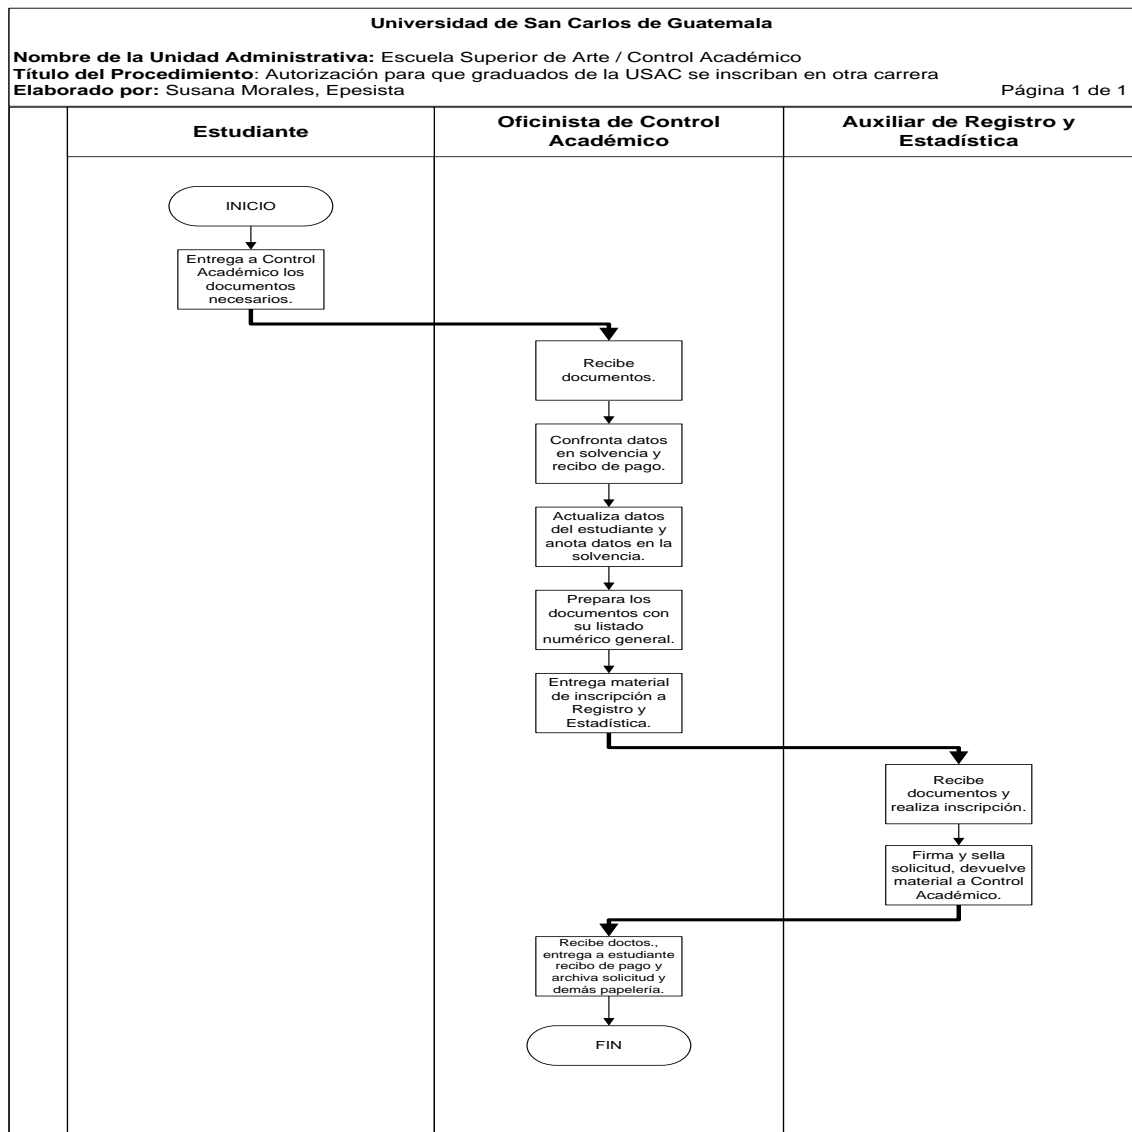 Universidad de San Carlos de Guatemala
Nombre de la Unidad Administrativa: Escuela Superior de Arte / Control Académico
Título del Procedimiento: Autorización para que graduados de la USAC se inscriban en otra carrera
Elaborado por: Susana Morales, Epesista
Página 1 de 1
Estudiante
Oficinista de Control
Académico
Auxiliar de Registro y
Estadística
INICIO
Entrega a Control
Académico los
documentos
necesarios.
Recibe
documentos.
Confronta datos
en solvencia y
recibo de pago.
Actualiza datos
del estudiante y
anota datos en la
solvencia.
Prepara los
documentos con
su listado
numérico general.
Entrega material
de inscripción a
Registro y
Estadística.
Recibe
documentos y
realiza inscripción.
Firma y sella
solicitud, devuelve
material a Control
Académico.
Recibe doctos.,
entrega a estudiante
recibo de pago y
archiva solicitud y
demás papelería.
FIN